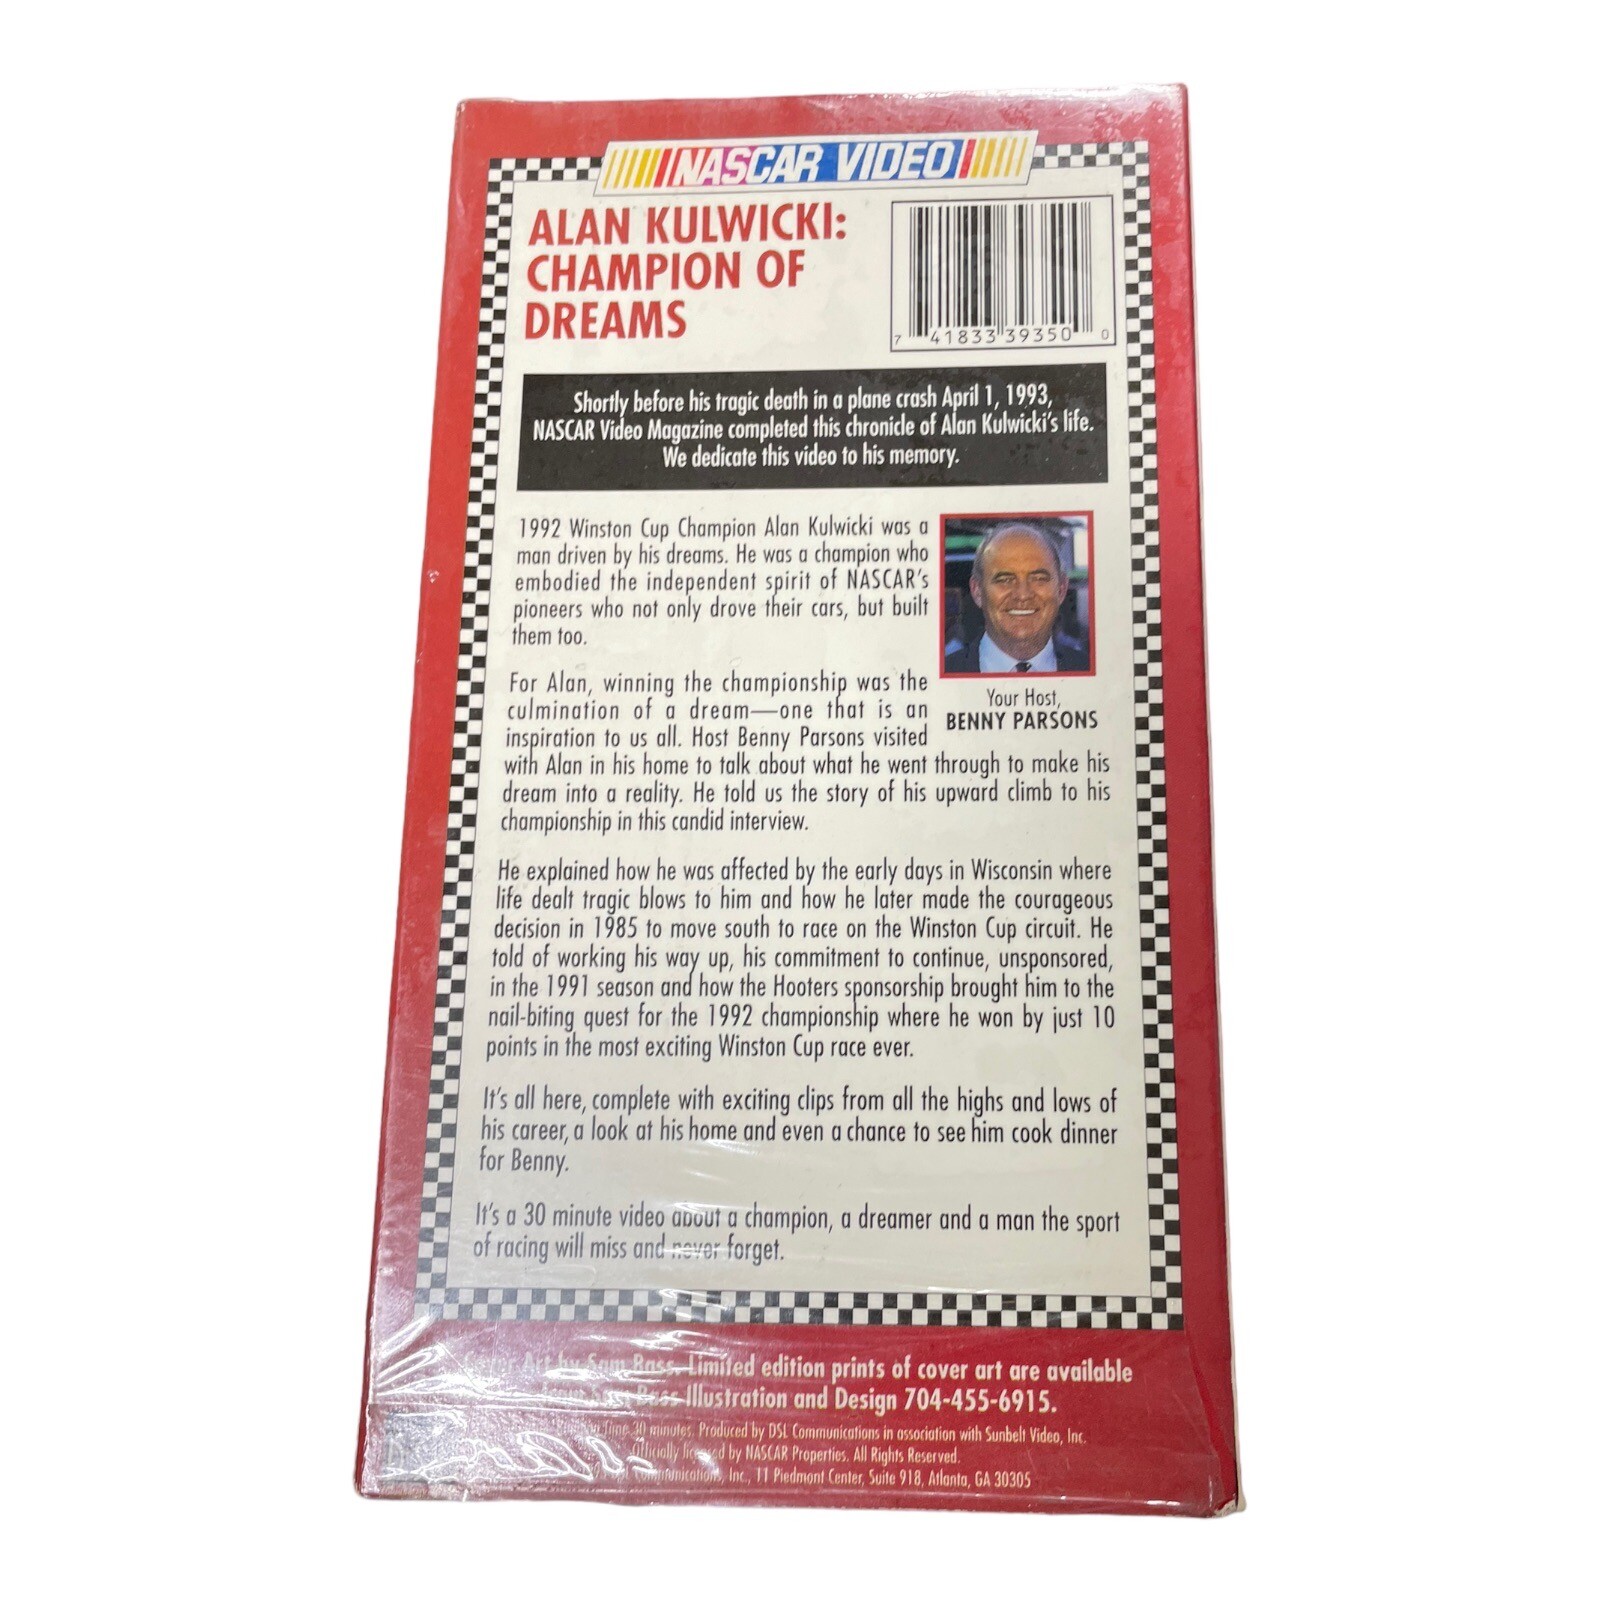 NASCAR VIDEO
ALAN KULWICKI:
CHAMPION OF
DREAMS
7 41833 39350 0
Shortly before his tragic death in a plane crash April 1, 1993,
NASCAR Video Magazine completed this chronicle of Alan Kulwicki's life.
We dedicate this video to his memory.
1992 Winston Cup Champion Alan Kulwicki was a
man driven by his dreams. He was a champion who
embodied the independent spirit of NASCAR's
pioneers who not only drove their cars, but built
them too.
Your Host,
BENNY PARSONS
For Alan, winning the championship was the
culmination of a dream—one that is an
inspiration to us all. Host Benny Parsons visited
with Alan in his home to talk about what he went through to make his
dream into a reality. He told us the story of his upward climb to his
championship in this candid interview.
He explained how he was affected by the early days in Wisconsin where
life dealt tragic blows to him and how he later made the courageous
decision in 1985 to move south to race on the Winston Cup circuit. He
told of working his way up, his commitment to continue, unsponsored,
in the 1991 season and how the Hooters sponsorship brought him to the
nail-biting quest for the 1992 championship where he won by just 10
points in the most exciting Winston Cup race ever.
It's all here, complete with exciting clips from all the highs and lows of
his career, a look at his home and even a chance to see him cook dinner
for Benny.
It's a 30 minute video about a champion, a dreamer and a man the sport
of racing will miss and never forget.
Cover Art by Sam Bass. Limited edition prints of cover art are available
from Sam Bass Illustration and Design 704-455-6915.
Time 30 minutes. Produced by DSL Communications in association with Sunbelt Video, Inc.
Officially licensed by NASCAR Properties. All Rights Reserved.
Communications, Inc., 11 Piedmont Center, Suite 918, Atlanta, GA 30305